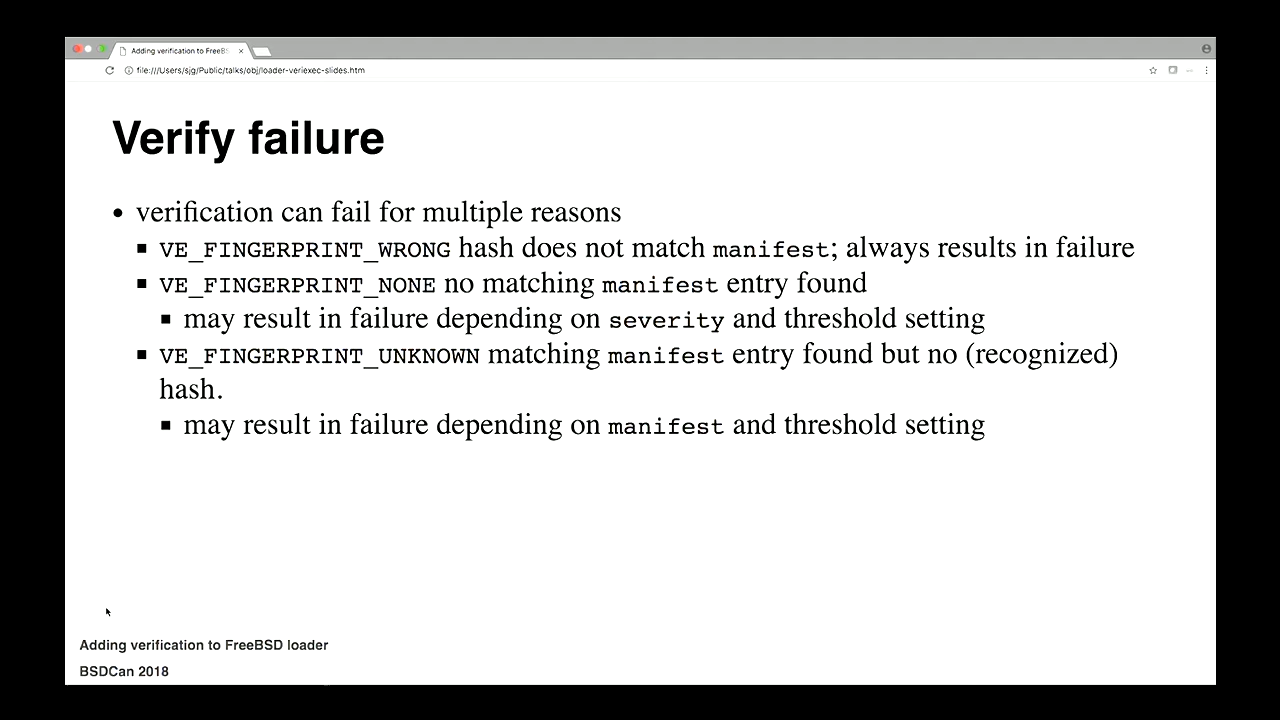 Adding verification to FreeBS
file:///Users/sjg/Public/talks/obj/loader-veriexec-slides.htm
Verify failure
verification can fail for multiple reasons
VE_FINGERPRINT_WRONG hash does not match manifest; always results in failure
VE_FINGERPRINT_NONE no matching manifest entry found
may result in failure depending on severity and threshold setting
VE_FINGERPRINT_UNKNOWN matching manifest entry found but no (recognized)
hash.
may result in failure depending on manifest and threshold setting
Adding verification to FreeBSD loader
BSDCan 2018